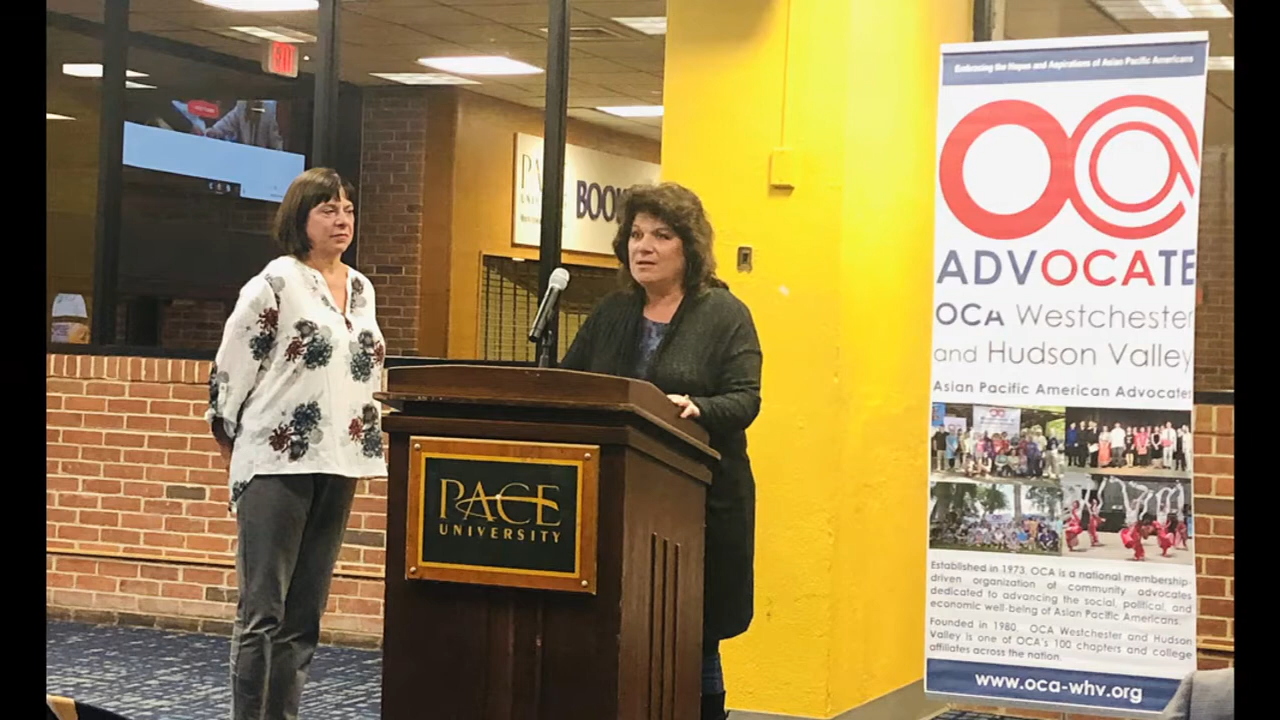 PACE
UNIVERSITY
BOO
PACE
UNIVERSITY
Embracing the Hopes and Aspirations of Asian Pacific Americans
OCA
ADVOCATE
OCA Westchester
and Hudson Valley
Asian Pacific American Advocates
Established in 1973, OCA is a national membership-
driven organization of community advocates
dedicated to advancing the social, political, and
economic well-being of Asian Pacific Americans.
Founded in 1980, OCA Westchester and Hudson
Valley is one of OCA's 100 chapters and college
affiliates across the nation.
www.oca-whv.org